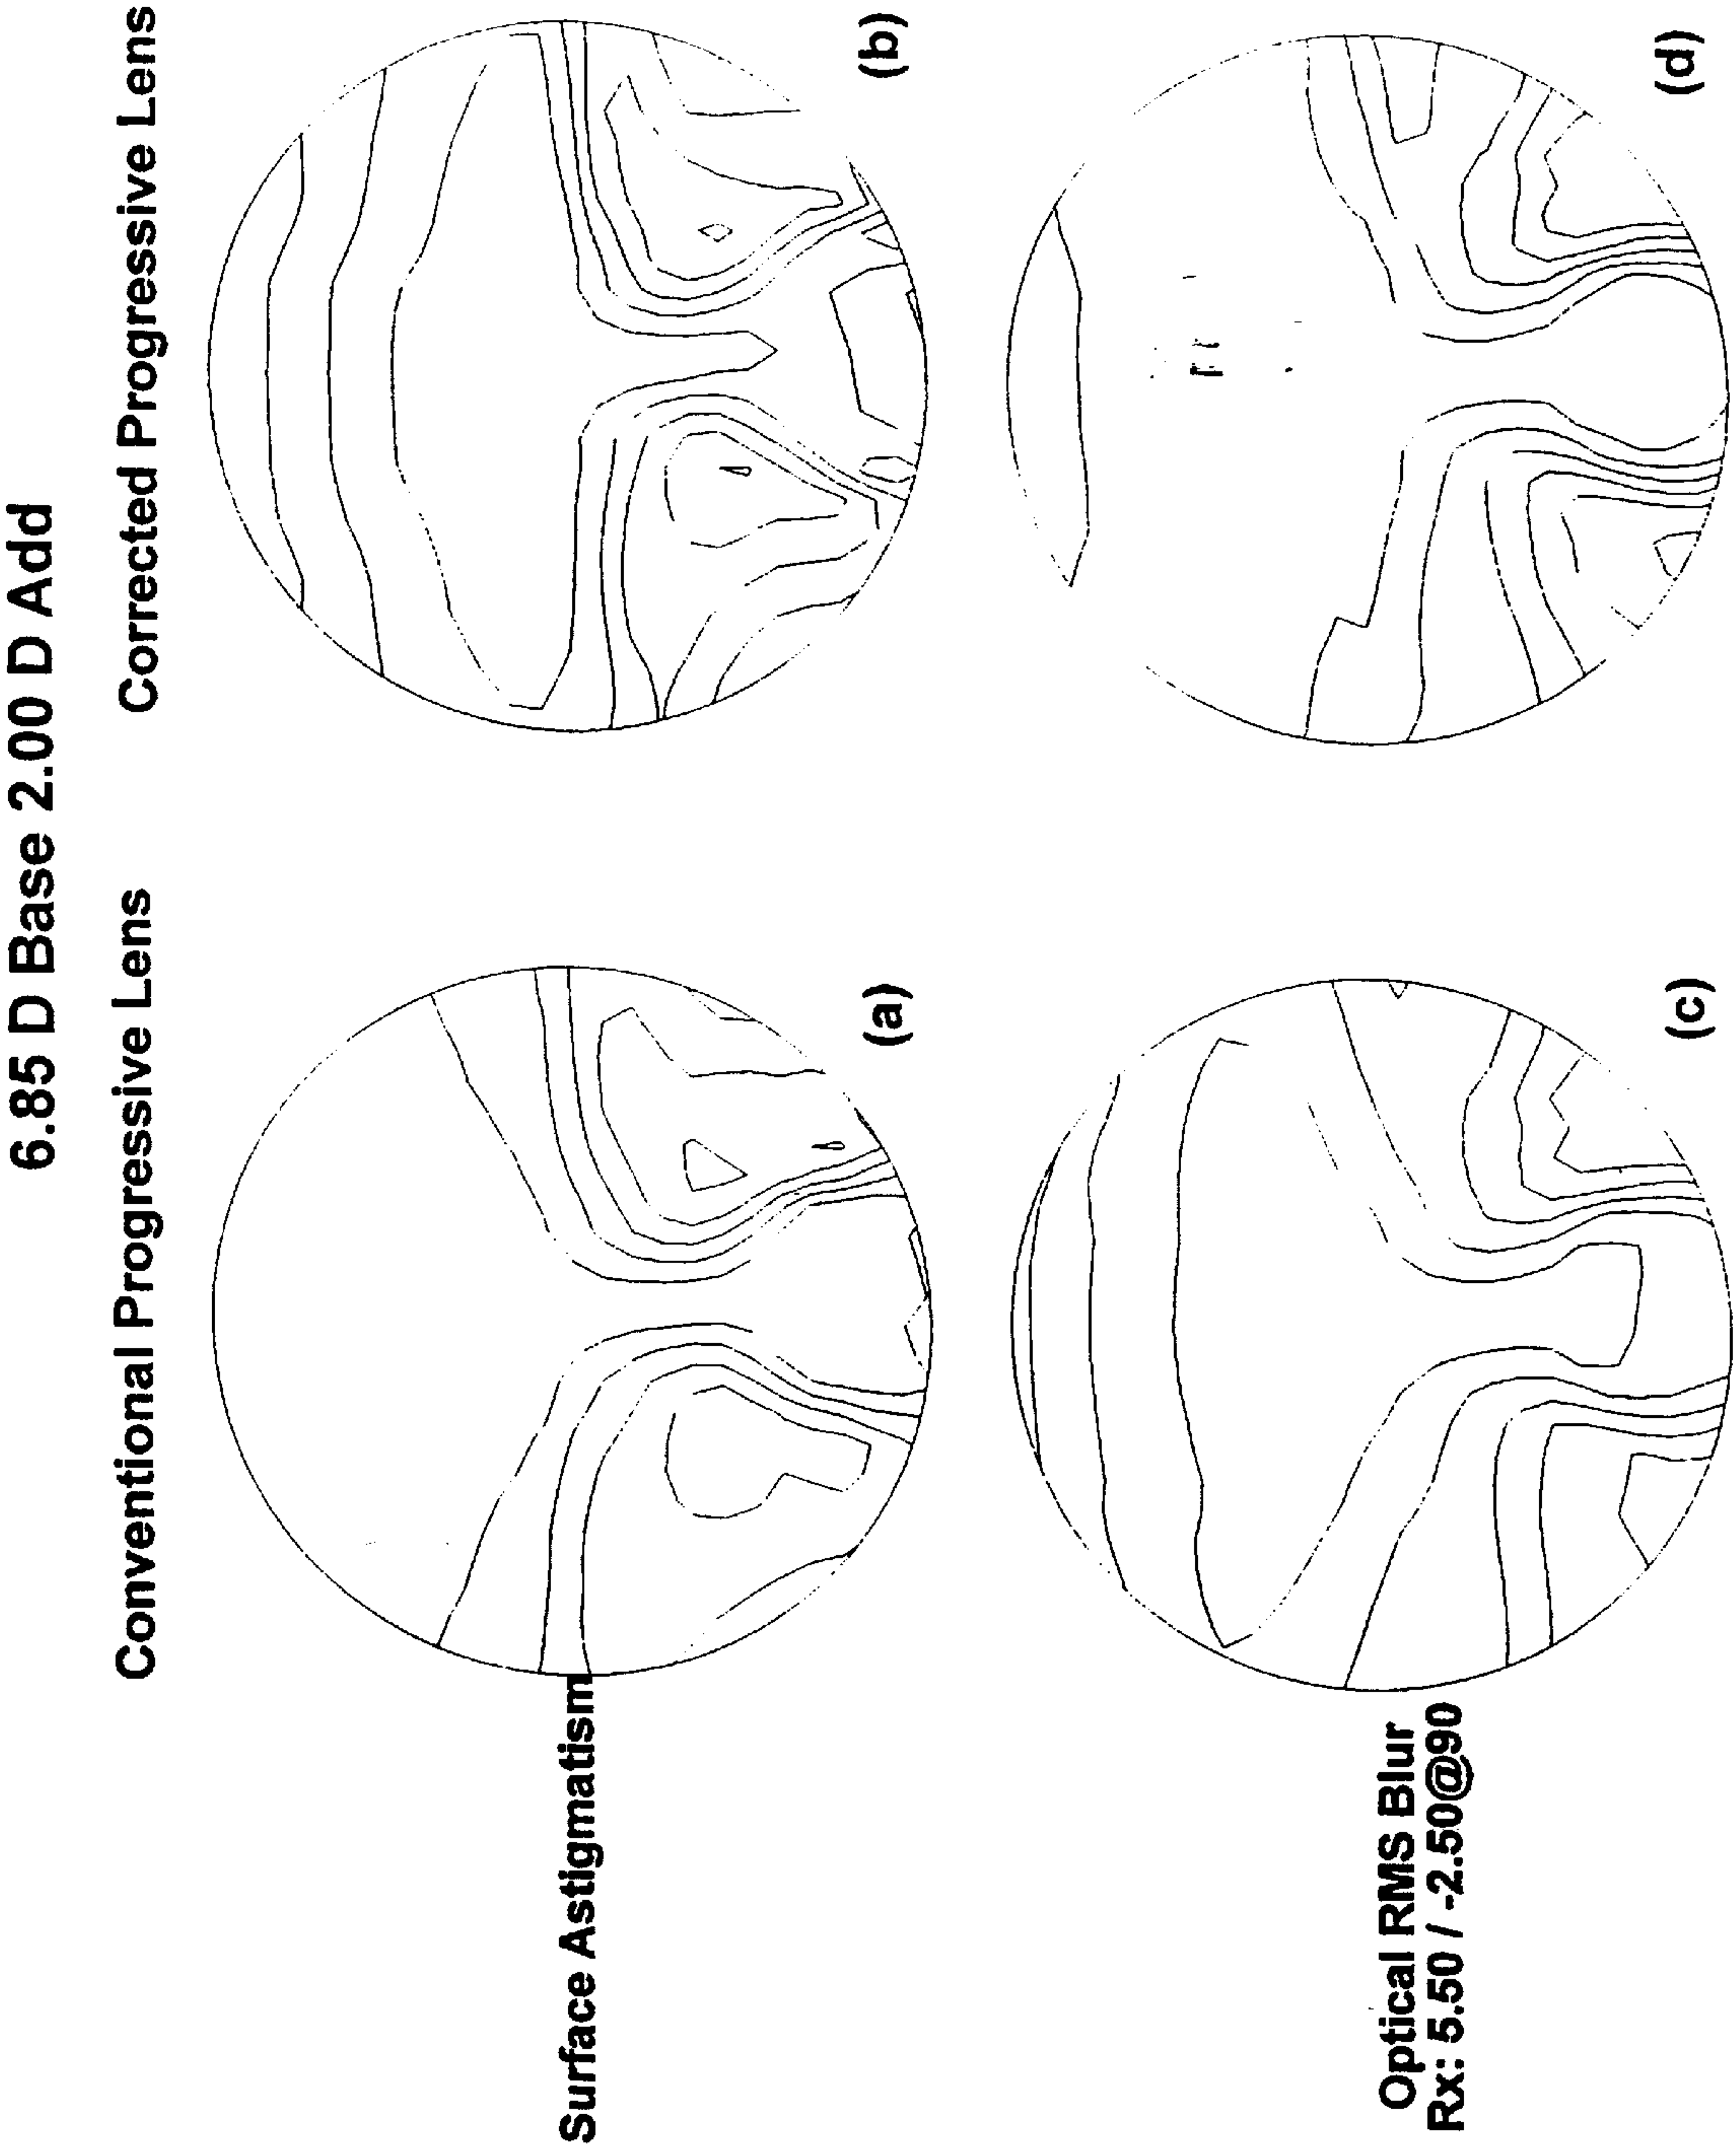 6.85 D Base 2.00 D Add
Conventional Progressive Lens
Corrected Progressive Lens
Surface Astigmatism
(a)
(b)
Optical RMS Blur
Rx: 5.50 / -2.50@90
(c)
(d)